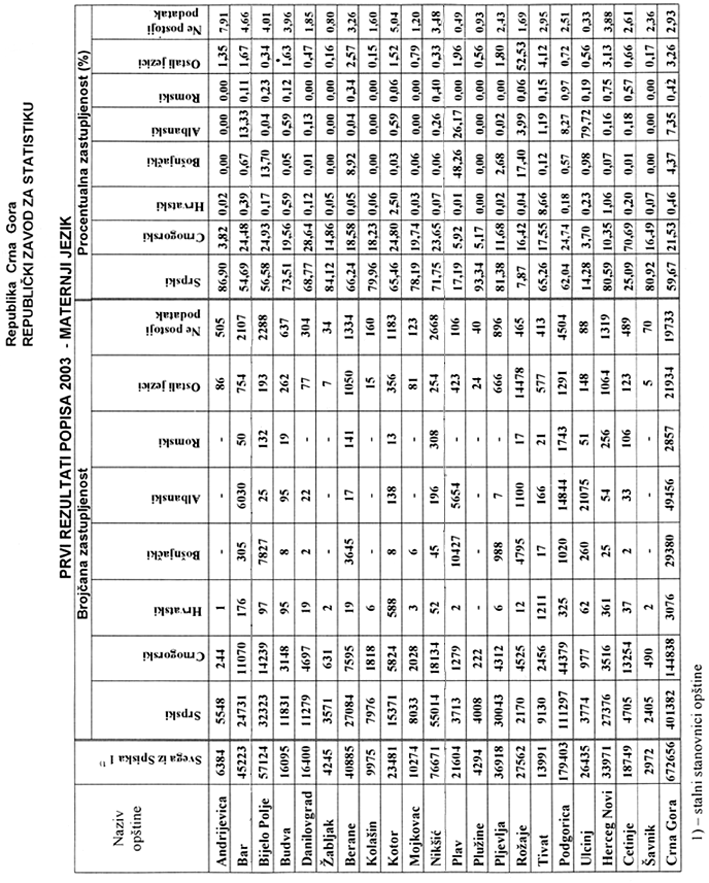 Republika Crna Gora
REPUBLIČKI ZAVOD ZA STATISTIKU
PRVI REZULTATI POPISA 2003 - MATERNJI JEZIK
Naziv opštine Svega iz Spiska 1 ¹⁾ Brojčana zastupljenost Procentualna zastupljenost (%)
Srpski Crnogorski Hrvatski Bošnjački Albanski Romski Ostali jezici Ne postoji podatak Srpski Crnogorski Hrvatski Bošnjački Albanski Romski Ostali jezici Ne postoji podatak
Andrijevica 6384 5548 244 1 - - - 86 505 86,90 3,82 0,02 0,00 0,00 0,00 1,35 7,91
Bar 45223 24731 11070 176 305 6030 50 754 2107 54,69 24,48 0,39 0,67 13,33 0,11 1,67 4,66
Bijelo Polje 57124 32323 14239 97 7827 25 132 193 2288 56,58 24,93 0,17 13,70 0,04 0,23 0,34 4,01
Budva 16095 11831 3148 95 8 95 19 262 637 73,51 19,56 0,59 0,05 0,59 0,12 1,63 3,96
Danilovgrad 16400 11279 4697 19 2 22 - 77 304 68,77 28,64 0,12 0,01 0,13 0,00 0,47 1,85
Žabljak 4245 3571 631 2 - - - 7 34 84,12 14,86 0,05 0,00 0,00 0,00 0,16 0,80
Berane 40885 27084 7595 19 3645 17 141 1050 1334 66,24 18,58 0,05 8,92 0,04 0,34 2,57 3,26
Kolašin 9975 7976 1818 6 - - - 15 160 79,96 18,23 0,06 0,00 0,00 0,00 0,15 1,60
Kotor 23481 15371 5824 588 8 138 13 356 1183 65,46 24,80 2,50 0,03 0,59 0,06 1,52 5,04
Mojkovac 10274 8033 2028 3 6 - - 81 123 78,19 19,74 0,03 0,06 0,00 0,00 0,79 1,20
Nikšić 76671 55014 18134 52 45 196 308 254 2668 71,75 23,65 0,07 0,06 0,26 0,40 0,33 3,48
Plav 21604 3713 1279 2 10427 5654 - 423 106 17,19 5,92 0,01 48,26 26,17 0,00 1,96 0,49
Plužine 4294 4008 222 - - - - 24 40 93,34 5,17 0,00 0,00 0,00 0,00 0,56 0,93
Pljevlja 36918 30043 4312 6 988 7 - 666 896 81,38 11,68 0,02 2,68 0,02 0,00 1,80 2,43
Rožaje 27562 2170 4525 12 4795 1100 17 14478 465 7,87 16,42 0,04 17,40 3,99 0,06 52,53 1,69
Tivat 13991 9130 2456 1211 17 166 21 577 413 65,26 17,55 8,66 0,12 1,19 0,15 4,12 2,95
Podgorica 179403 111297 44379 325 1020 14844 1743 1291 4504 62,04 24,74 0,18 0,57 8,27 0,97 0,72 2,51
Ulcinj 26435 3774 977 62 260 21075 51 148 88 14,28 3,70 0,23 0,98 79,72 0,19 0,56 0,33
Herceg Novi 33971 27376 3516 361 25 54 256 1064 1319 80,59 10,35 1,06 0,07 0,16 0,75 3,13 3,88
Cetinje 18749 4705 13254 37 2 33 106 123 489 25,09 70,69 0,20 0,01 0,18 0,57 0,66 2,61
Šavnik 2972 2405 490 2 - - - 5 70 80,92 16,49 0,07 0,00 0,00 0,00 0,17 2,36
Crna Gora 672656 401382 144838 3076 29380 49456 2857 21934 19733 59,67 21,53 0,46 4,37 7,35 0,42 3,26 2,93
1) – stalni stanovnici opštine